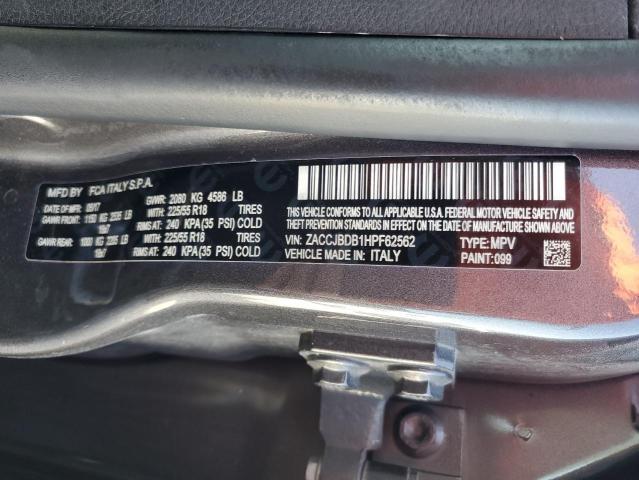 MFD BY FCA ITALY S.P.A.
DATE OF MFR 09/17 GVWR: 2080 KG 4586 LB
GAWR FRONT: 1150 KG 2535 LB WITH 225/55 R18 TIRES
RIMS AT: 240 KPA (35 PSI) COLD
GAWR REAR: 1000 KG 2205 LB WITH 225/55 R18 TIRES
RIMS AT: 240 KPA (35 PSI) COLD
THIS VEHICLE CONFORMS TO ALL APPLICABLE U.S.A. FEDERAL MOTOR VEHICLE SAFETY,
BUMPER, AND THEFT PREVENTION STANDARDS IN EFFECT ON THE DATE OF
MANUFACTURE SHOWN ABOVE.
VIN: ZACCJBDB1HPF62562 TYPE: MPV
VEHICLE MADE IN: ITALY PAINT:099